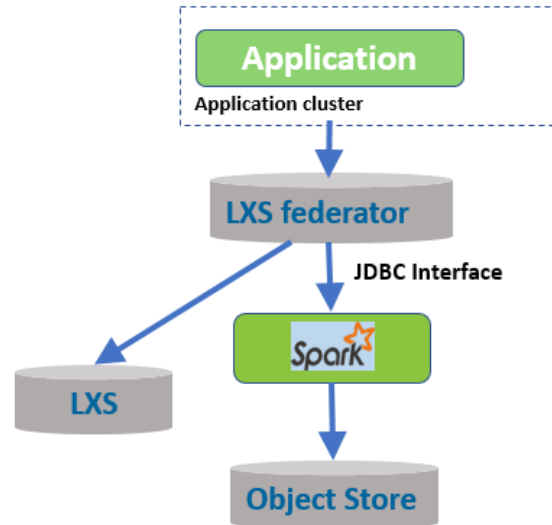 Application
Application cluster
LXS federator
JDBC Interface
Spark
LXS
Object Store